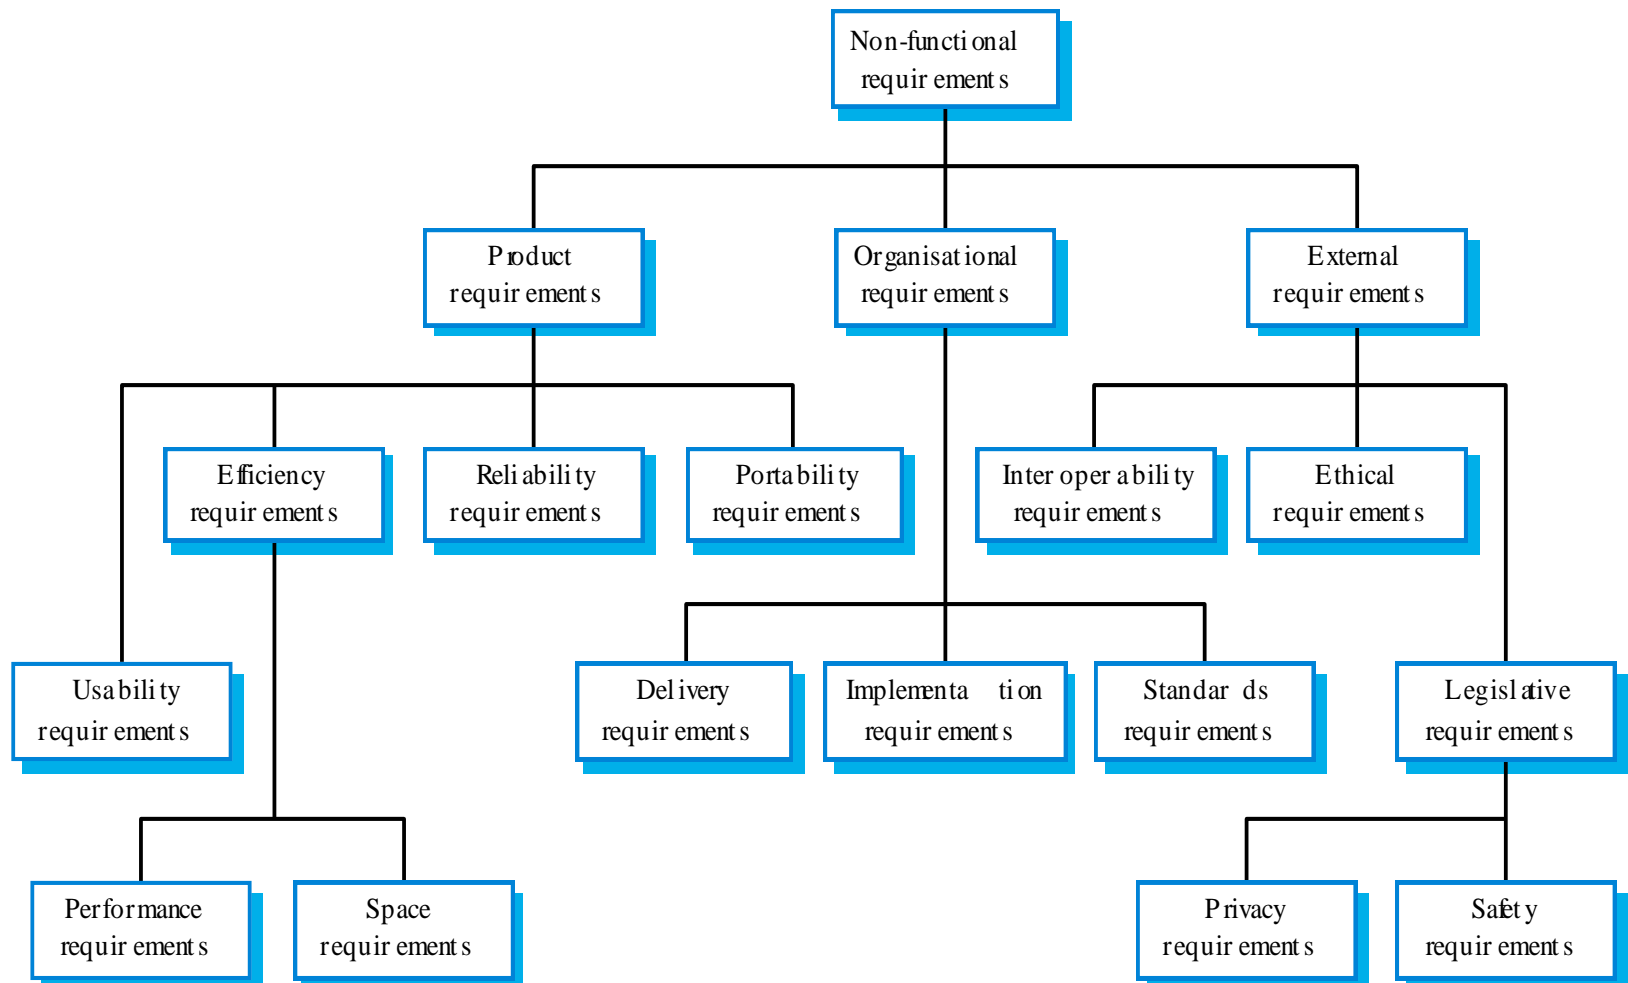 Non-functional
requirements
Product
requirements
Organisational
requirements
External
requirements
Efficiency
requirements
Reliability
requirements
Portability
requirements
Interoperability
requirements
Ethical
requirements
Usability
requirements
Delivery
requirements
Implementation
requirements
Standards
requirements
Legislative
requirements
Performance
requirements
Space
requirements
Privacy
requirements
Safety
requirements